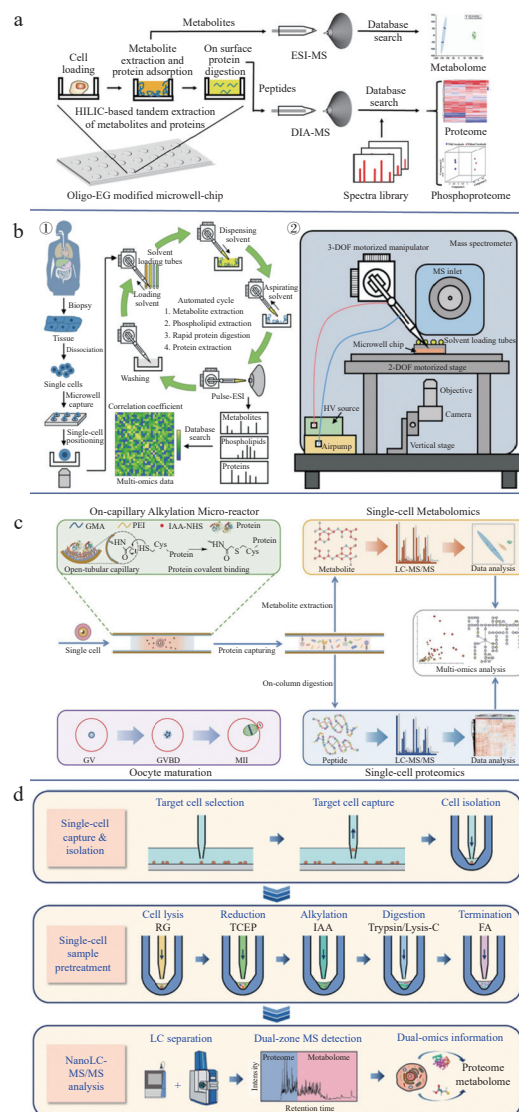 a
Metabolites
Database
search
Cell
loading
Metabolite
extraction and
protein adsorption
On surface
protein digestion
ESI-MS
Metabolome
Peptides
HILIC-based tandem extraction
of metabolites and proteins
DIA-MS
Database
search
Proteome
Oligo-EG modified microwell-chip
Spectra library
Phosphoproteome
b
①
Biopsy
Tissue
Dissociation
Single cells
Microwell
capture
Single-cell
positioning
Solvent
loading tubes
Loading
solvent
Dispensing
solvent
Aspirating
solvent
Automated cycle
1. Metabolite extraction
2. Phospholipid extraction
3. Rapid protein digestion
4. Protein extraction
Washing
Pulse-ESI
Correlation coefficient
Multi-omics data
Database
search
Metabolites
Phospholipids
Proteins
②
3-DOF motorized manipulator
Mass spectrometer
MS inlet
Solvent loading tubes
Microwell chip
2-DOF motorized stage
Objective
Camera
HV source
Airpump
Vertical stage
c
On-capillary Alkylation Micro-reactor
GMA
PEI
IAA-NHS
Protein
HN
O
HS
Cys
Protein
HN
O
S
Cys
Protein
Open-tubular capillary
Protein covalent binding
Single-cell Metabolomics
Metabolite
LC-MS/MS
Data analysis
Metabolite extraction
Single cell
Protein capturing
Multi-omics analysis
On-column digestion
GV
GVBD
MII
Oocyte maturation
Peptide
LC-MS/MS
Data analysis
Single-cell proteomics
d
Single-cell
capture &
isolation
Target cell selection
Target cell capture
Cell isolation
Single-cell
sample
pretreatment
Cell lysis
RG
Reduction
TCEP
Alkylation
IAA
Digestion
Trypsin/Lysis-C
Termination
FA
NanoLC-
MS/MS
analysis
LC separation
Dual-zone MS detection
Intensity
Proteome
Metabolome
Retention time
Dual-omics information
Proteome
metabolome